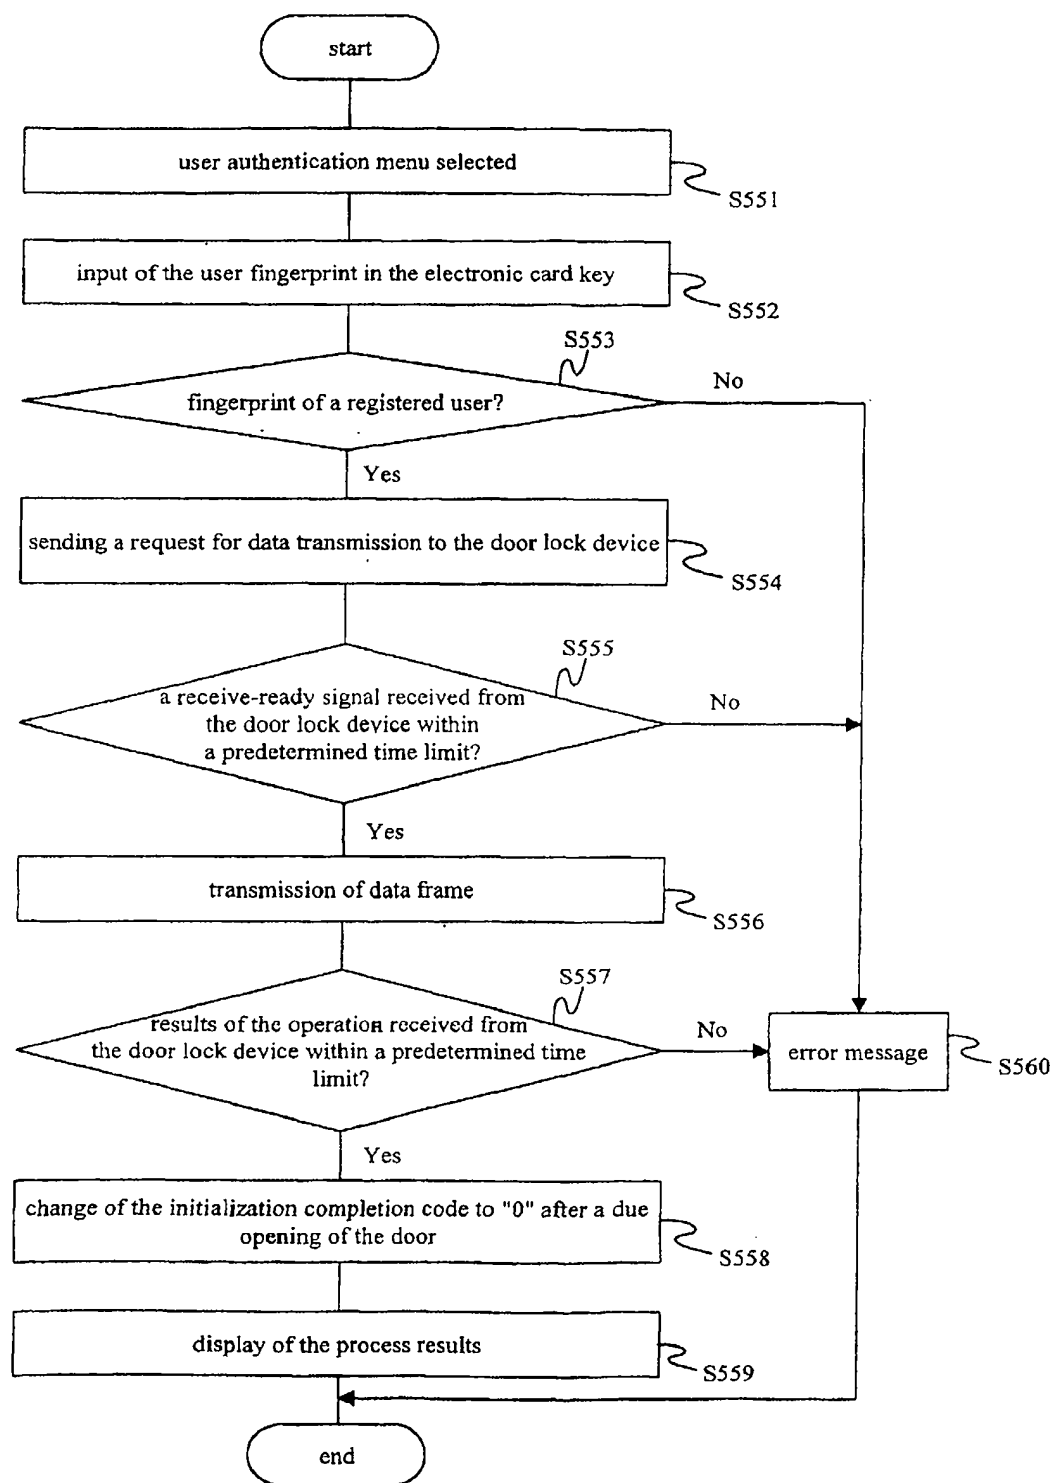 start
user authentication menu selected
S551
input of the user fingerprint in the electronic card key
S552
S553
No
fingerprint of a registered user?
Yes
sending a request for data transmission to the door lock device
S554
S555
a receive-ready signal received from
the door lock device within
a predetermined time limit?
No
Yes
transmission of data frame
S556
S557
results of the operation received from
the door lock device within a predetermined time
limit?
No
error message
S560
Yes
change of the initialization completion code to "0" after a due
opening of the door
S558
display of the process results
S559
end